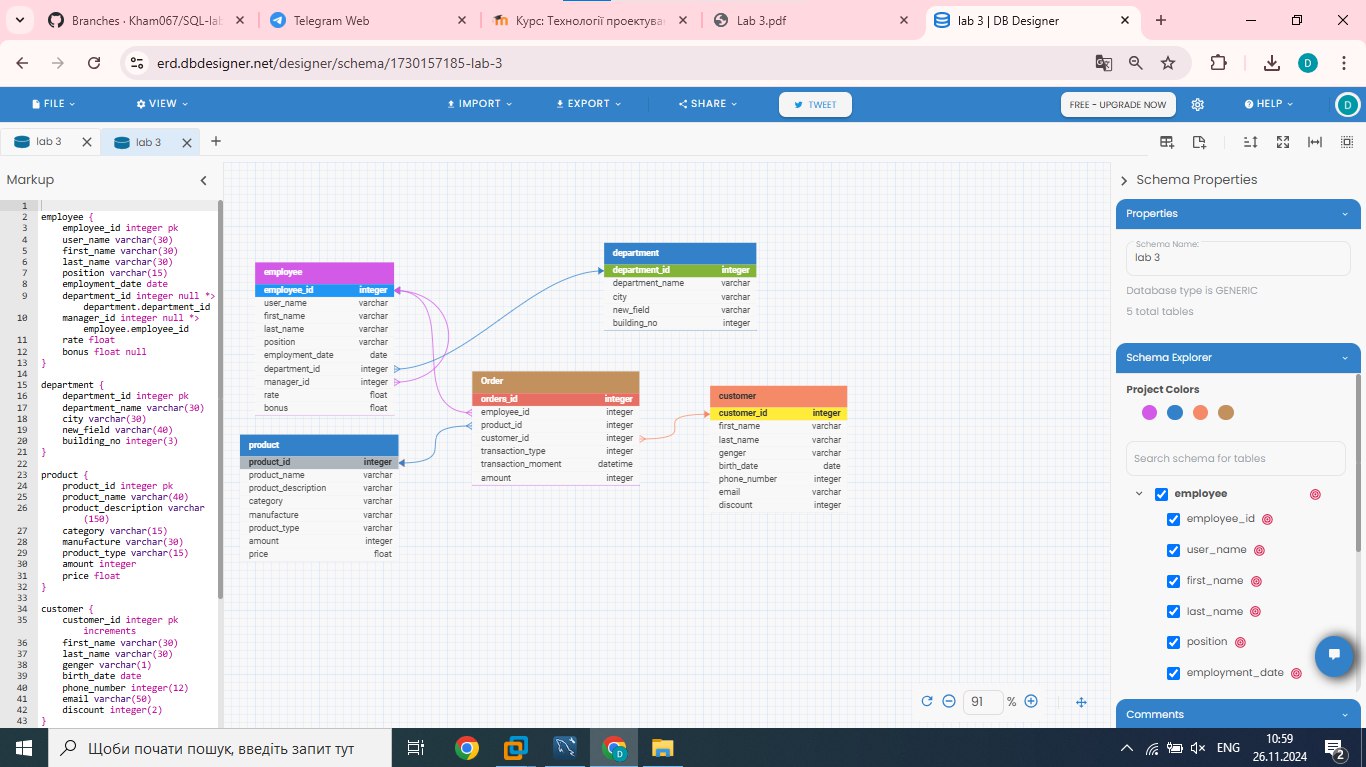 Branches · Kham067/SQL-lab
Telegram Web
Курс: Технології проектува
Lab 3.pdf
lab 3 | DB Designer
erd.dbdesigner.net/designer/schema/1730157185-lab-3
D
FILE
VIEW
IMPORT
EXPORT
SHARE
TWEET
FREE - UPGRADE NOW
HELP
D
lab 3
lab 3
Markup
1
2 employee {
3 employee_id integer pk
4 user_name varchar(30)
5 first_name varchar(30)
6 last_name varchar(30)
7 position varchar(15)
8 employment_date date
9 department_id integer null *>
department.department_id
10 manager_id integer null *>
employee.employee_id
11 rate float
12 bonus float null
13 }
14
15 department {
16 department_id integer pk
17 department_name varchar(30)
18 city varchar(30)
19 new_field varchar(40)
20 building_no integer(3)
21 }
22
23 product {
24 product_id integer pk
25 product_name varchar(40)
26 product_description varchar
(150)
27 category varchar(15)
28 manufacture varchar(30)
29 product_type varchar(15)
30 amount integer
31 price float
32 }
33
34 customer {
35 customer_id integer pk
increments
36 first_name varchar(30)
37 last_name varchar(30)
38 genger varchar(1)
39 birth_date date
40 phone_number integer(12)
41 email varchar(50)
42 discount integer(2)
43 }
employee
employee_id integer
user_name varchar
first_name varchar
last_name varchar
position varchar
employment_date date
department_id integer
manager_id integer
rate float
bonus float
department
department_id integer
department_name varchar
city varchar
new_field varchar
building_no integer
Order
orders_id integer
employee_id integer
product_id integer
customer_id integer
transaction_type integer
transaction_moment datetime
amount integer
customer
customer_id integer
first_name varchar
last_name varchar
genger varchar
birth_date date
phone_number integer
email varchar
discount integer
product
product_id integer
product_name varchar
product_description varchar
category varchar
manufacture varchar
product_type varchar
amount integer
price float
91 %
Schema Properties
Properties
Schema Name:
lab 3
Database type is GENERIC
5 total tables
Schema Explorer
Project Colors
Search schema for tables
employee
employee_id
user_name
first_name
last_name
position
employment_date
Comments
Щоби почати пошук, введіть запит тут
D
ENG
10:59
26.11.2024
2